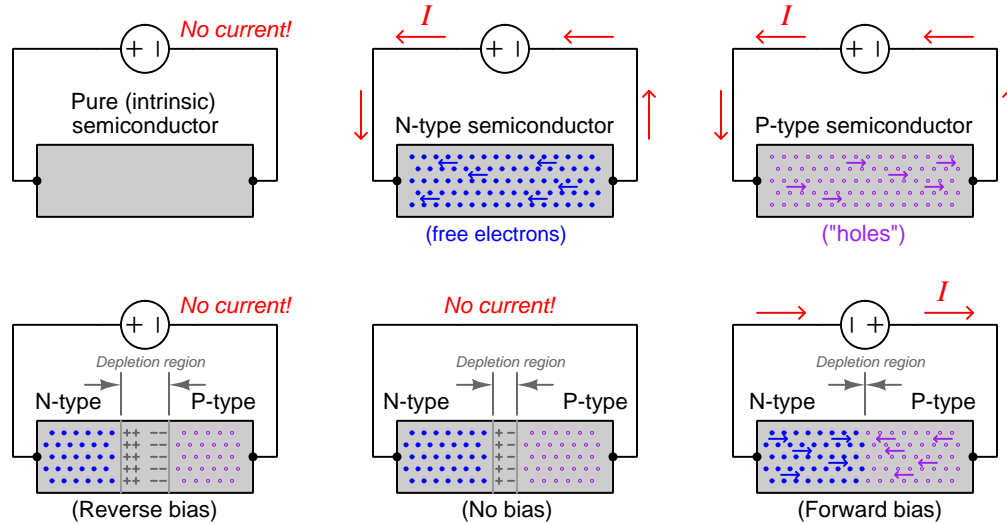 No current!
+ −
Pure (intrinsic)
semiconductor
I
+ −
N-type semiconductor
(free electrons)
I
+ −
P-type semiconductor
("holes")
No current!
+ −
Depletion region
N-type P-type
++ −−
++ −−
++ −−
++ −−
++ −−
(Reverse bias)
No current!
Depletion region
N-type P-type
+ −
+ −
+ −
+ −
+ −
(No bias)
I
− +
Depletion region
N-type P-type
(Forward bias)